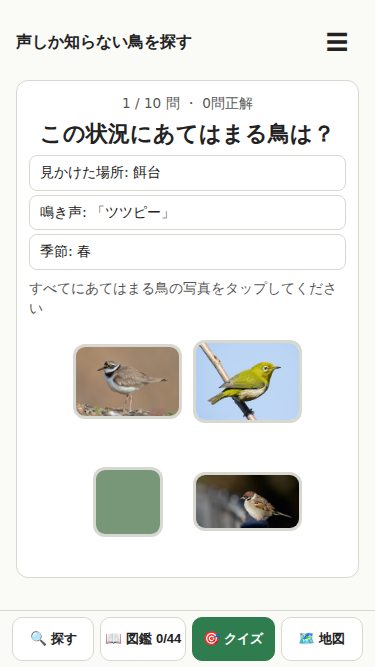 声しか知らない鳥を探す
1 / 10 問 ・ 0問正解
この状況にあてはまる鳥は？
見かけた場所: 餌台
鳴き声: 「ツツピー」
季節: 春
すべてにあてはまる鳥の写真をタップしてくださ
い
探す
図鑑 0/44
クイズ
地図